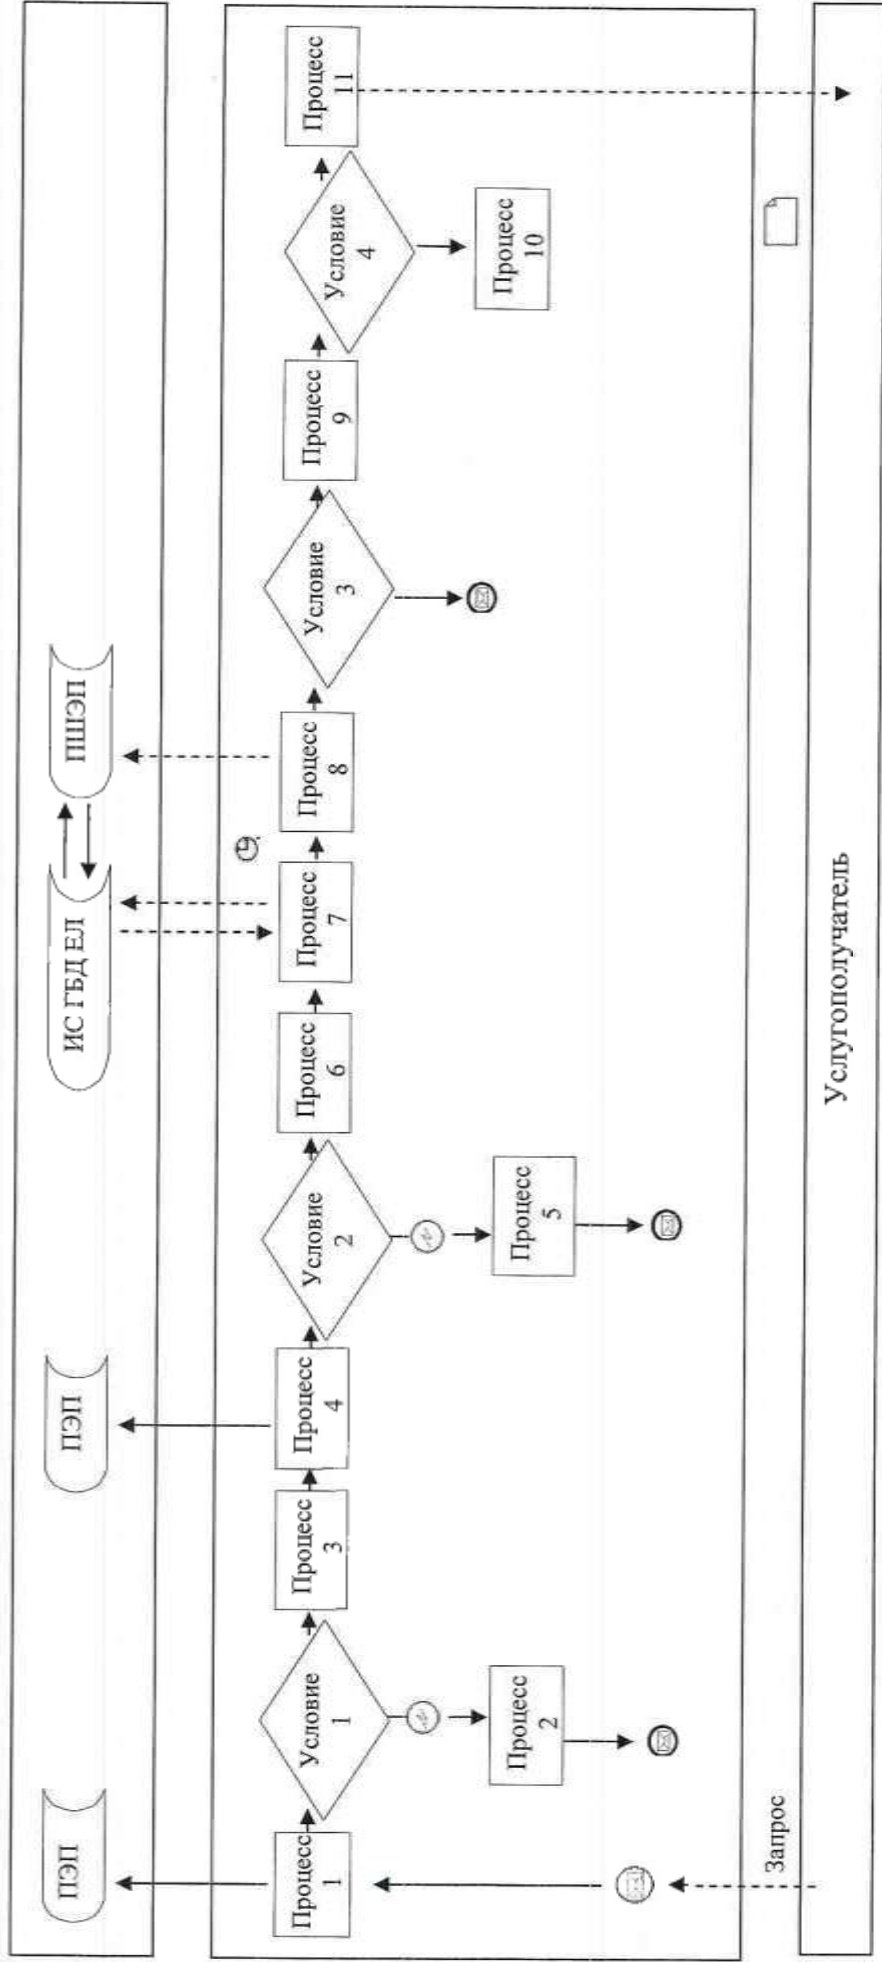 ПЭП
ПЭП
ИС ГБД ЕЛ
ПШЭП
Процесс
1
Условие
1
Процесс
2
Процесс
3
Процесс
4
Условие
2
Процесс
5
Процесс
6
Процесс
7
Процесс
8
Условие
3
Процесс
9
Условие
4
Процесс
10
Процесс
11
Запрос
Услугополучатель